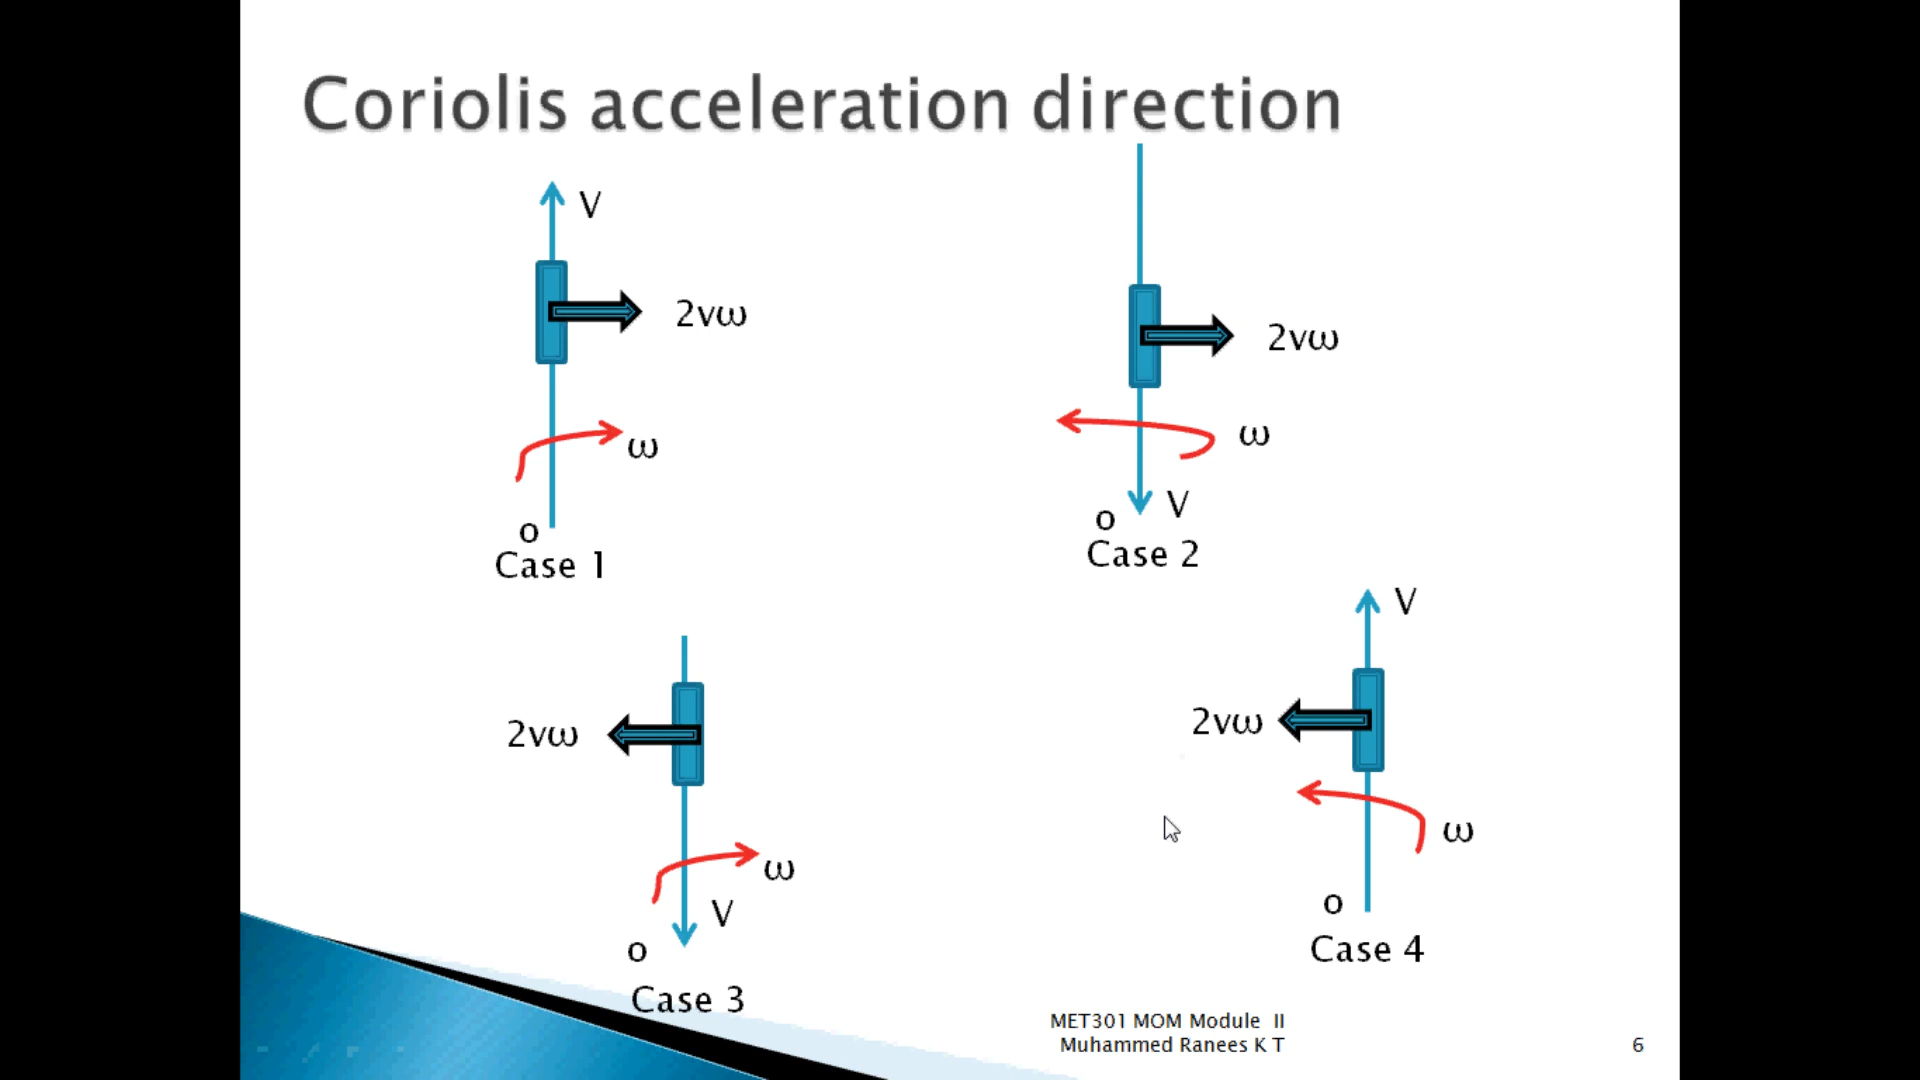 Coriolis acceleration direction
V
2vω
ω
o
Case 1
2vω
ω
V
o
Case 2
2vω
ω
V
o
Case 3
V
2vω
ω
o
Case 4
MET301 MOM Module II
Muhammed Ranees K T
6